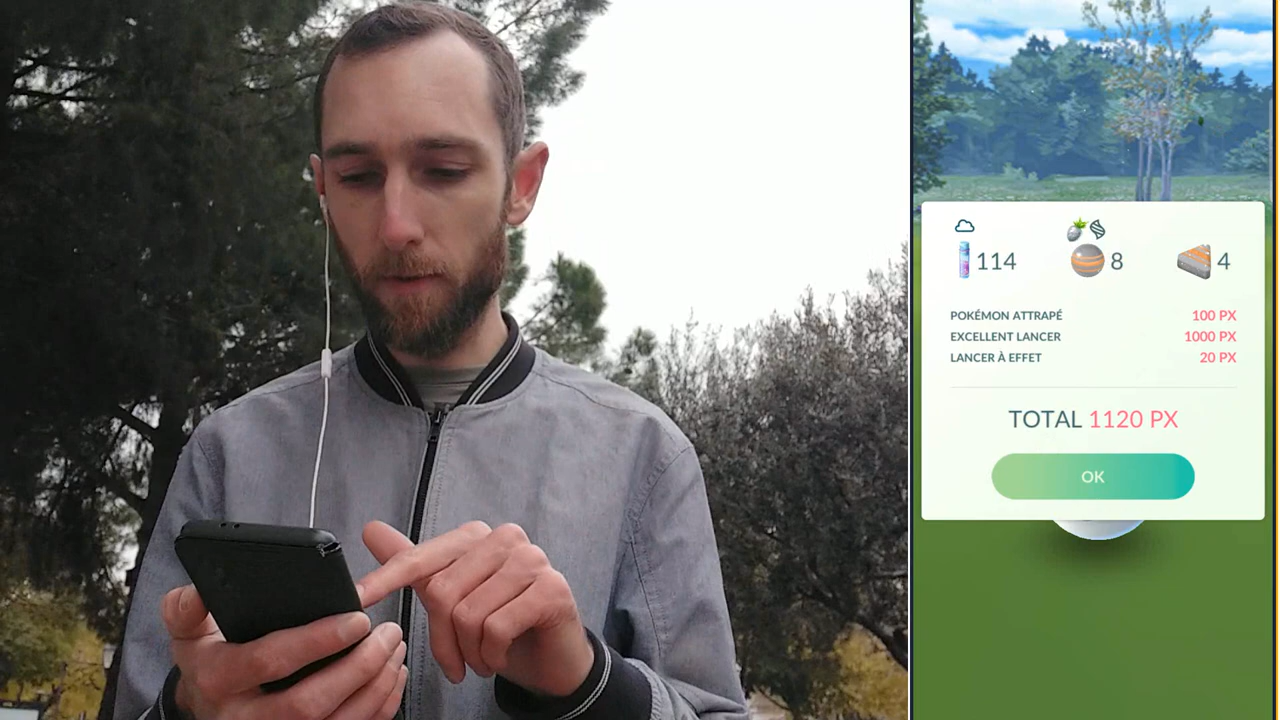 114 8 4
POKÉMON ATTRAPÉ 100 PX
EXCELLENT LANCER 1000 PX
LANCER À EFFET 20 PX
TOTAL 1120 PX
OK